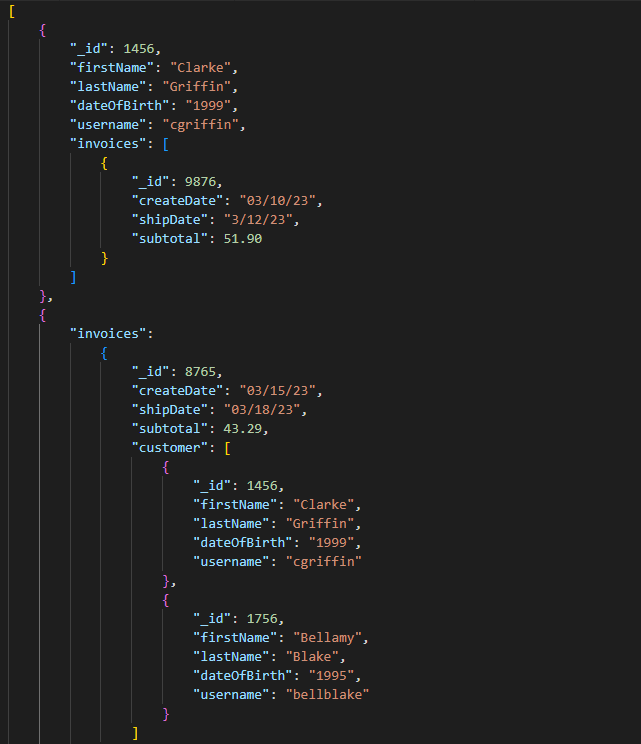 [
{
"_id": 1456,
"firstName": "Clarke",
"lastName": "Griffin",
"dateOfBirth": "1999",
"username": "cgriffin",
"invoices": [
{
"_id": 9876,
"createDate": "03/10/23",
"shipDate": "3/12/23",
"subtotal": 51.90
}
]
},
{
"invoices":
{
"_id": 8765,
"createDate": "03/15/23",
"shipDate": "03/18/23",
"subtotal": 43.29,
"customer": [
{
"_id": 1456,
"firstName": "Clarke",
"lastName": "Griffin",
"dateOfBirth": "1999",
"username": "cgriffin"
},
{
"_id": 1756,
"firstName": "Bellamy",
"lastName": "Blake",
"dateOfBirth": "1995",
"username": "bellblake"
}
]